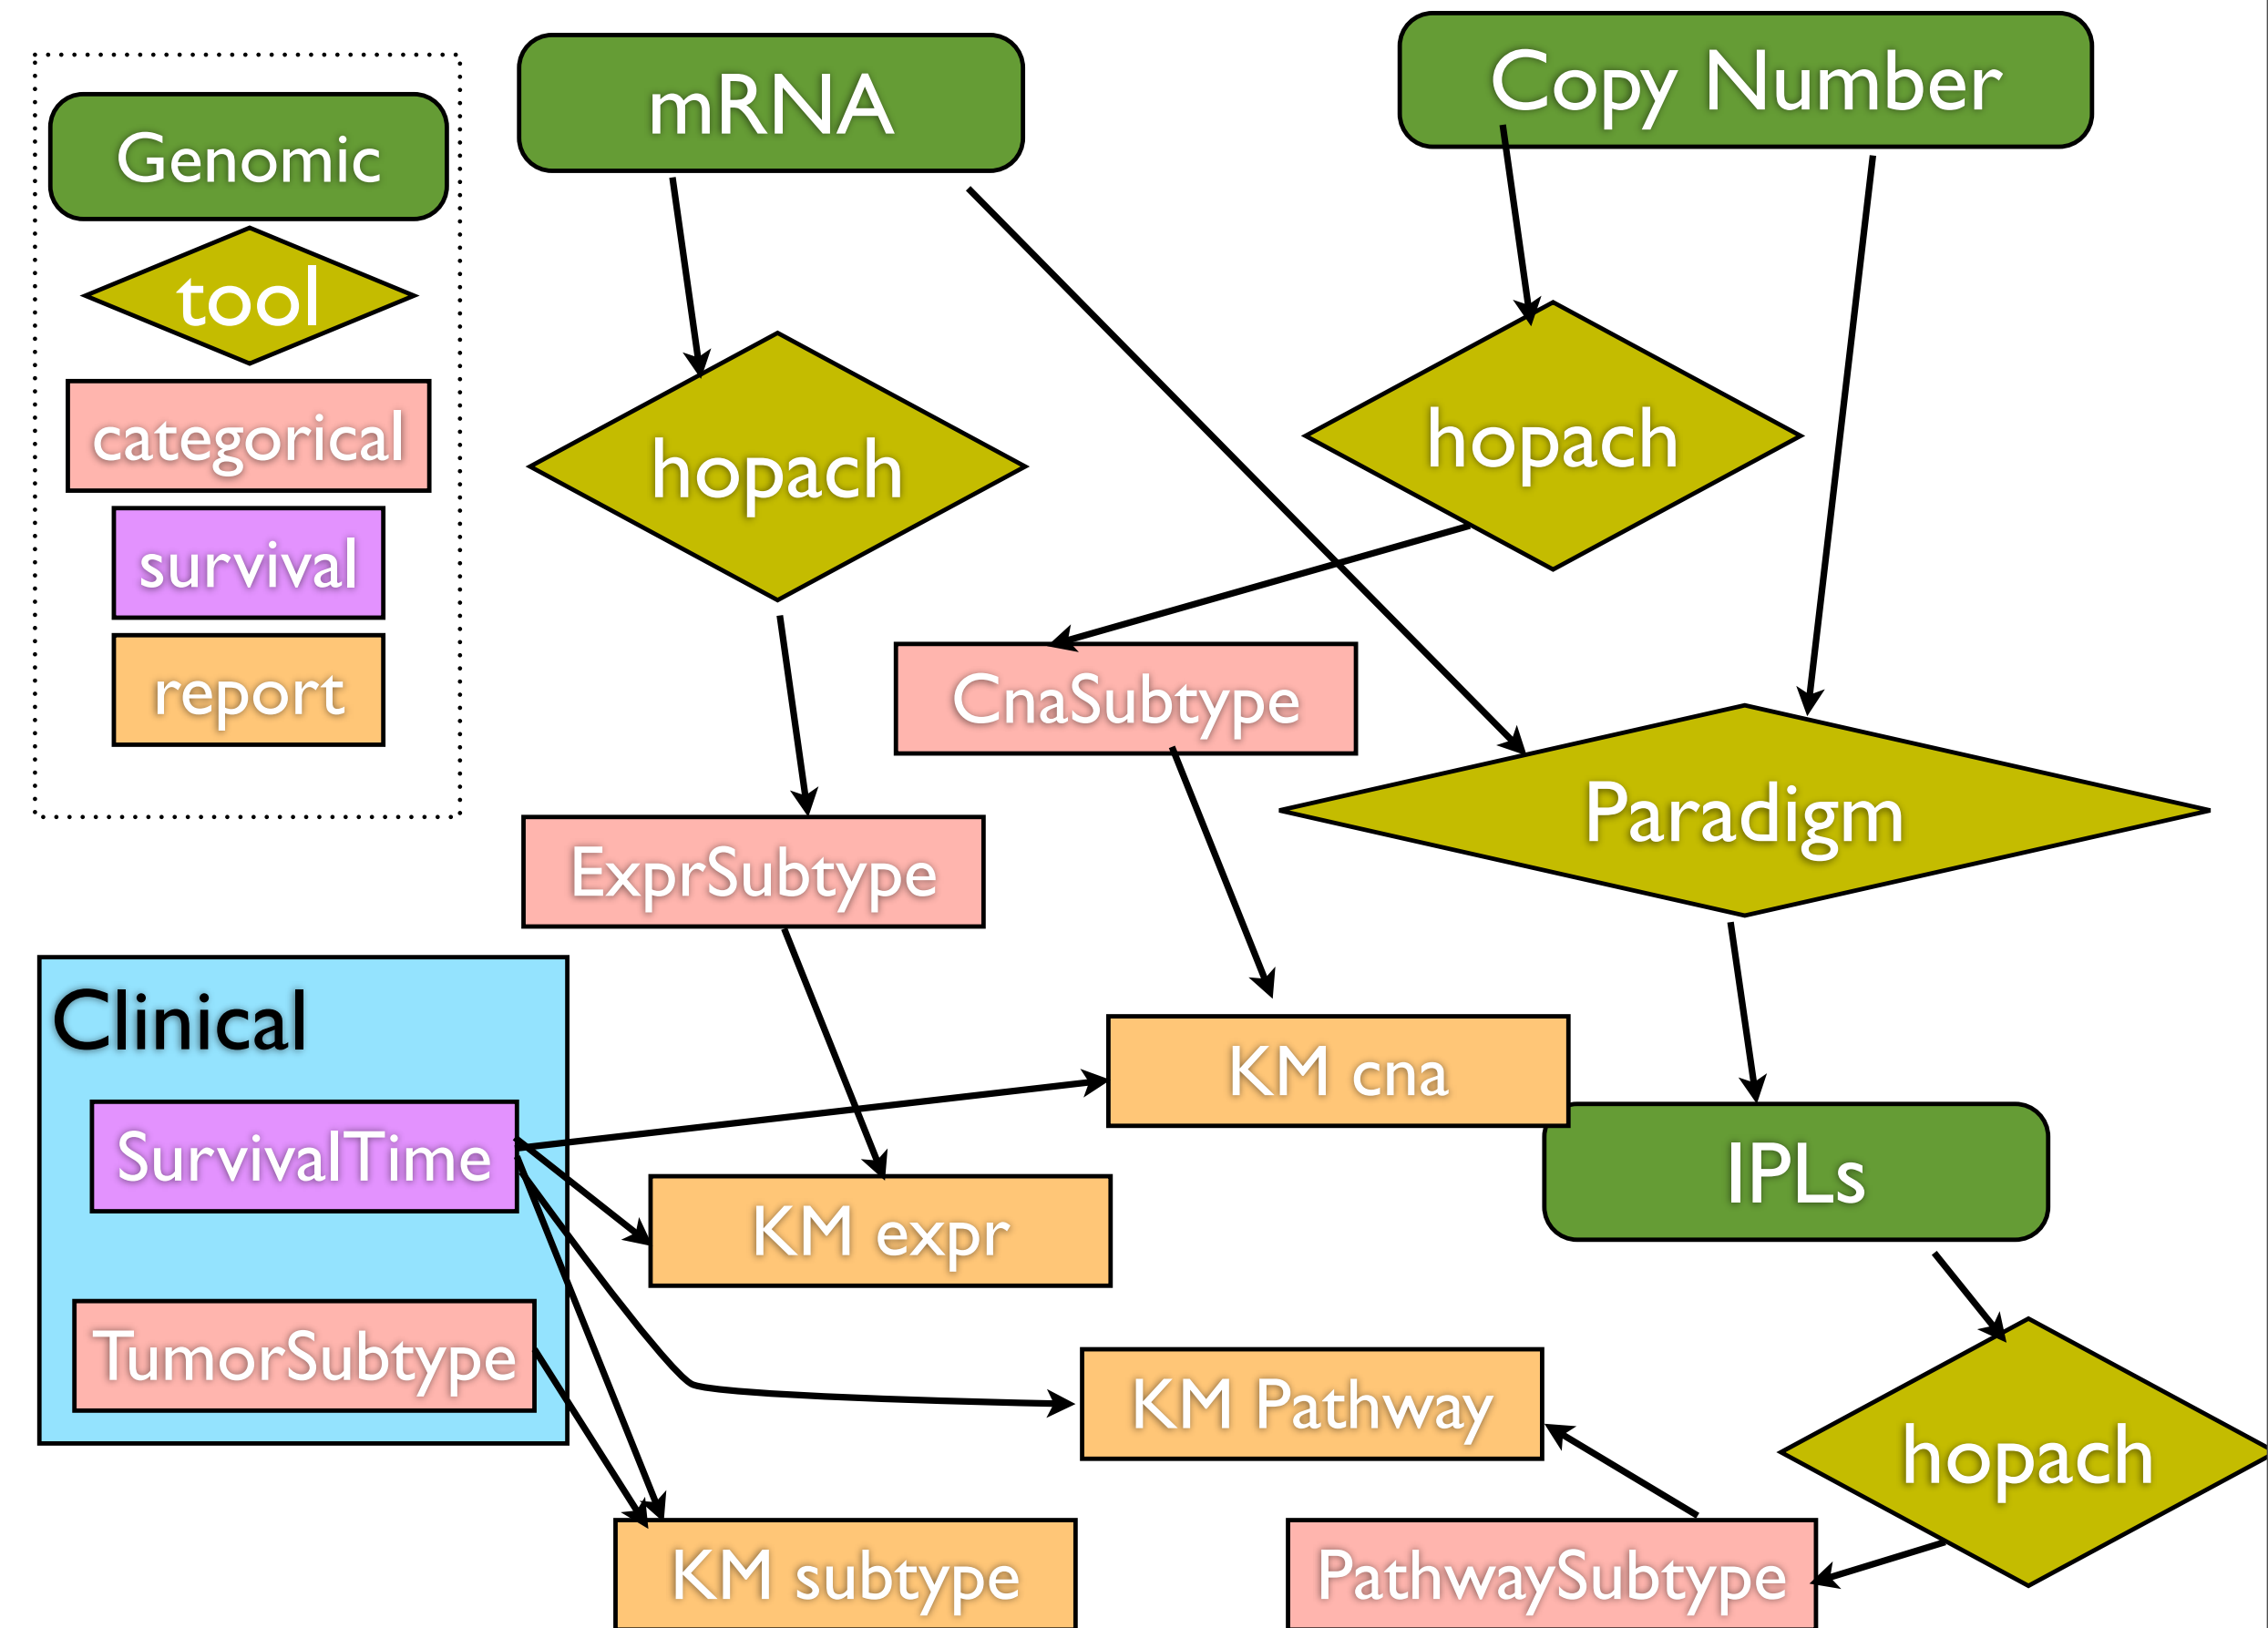 mRNA
Copy Number
Genomic
tool
categorical
survival
report
hopach
hopach
CnaSubtype
ExprSubtype
Paradigm
Clinical
SurvivalTime
TumorSubtype
KM cna
KM expr
IPLs
KM Pathway
hopach
KM subtype
PathwaySubtype